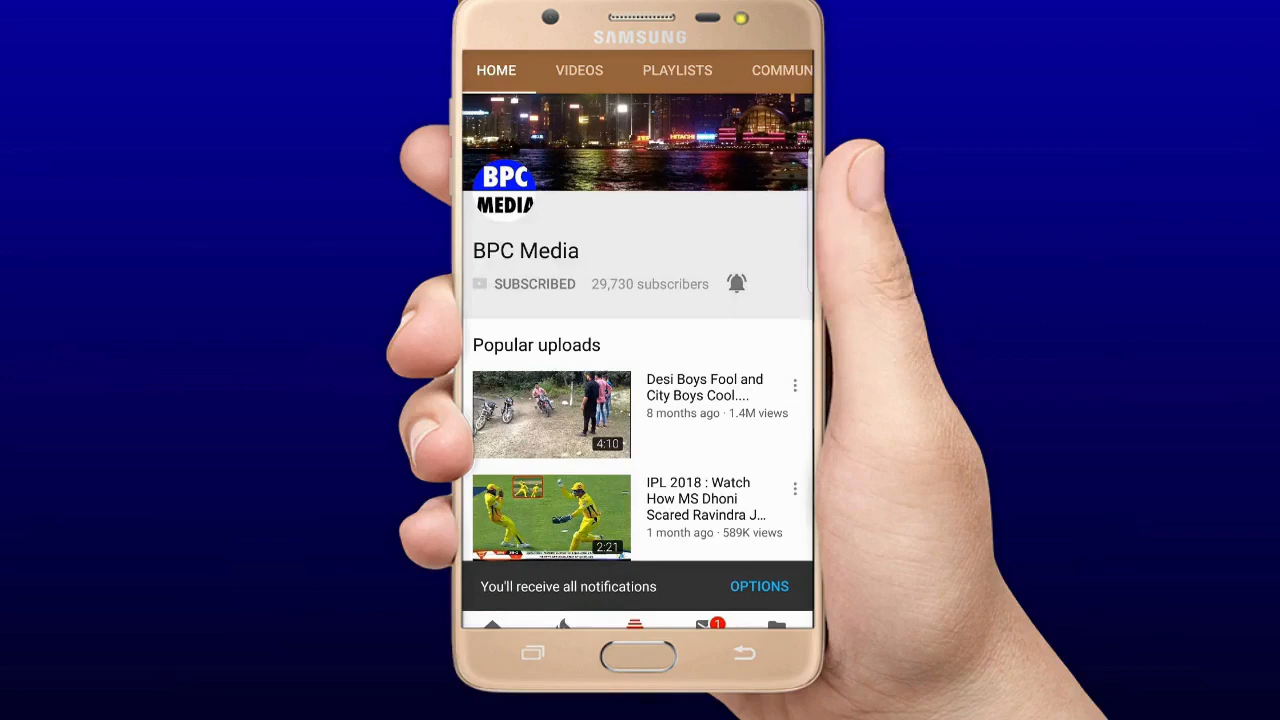 SAMSUNG
HOME VIDEOS PLAYLISTS COMMUN
HITACHI
BPC
MEDIA
BPC Media
SUBSCRIBED 29,730 subscribers
Popular uploads
Desi Boys Fool and
City Boys Cool....
8 months ago · 1.4M views
4:10
IPL 2018 : Watch
How MS Dhoni
Scared Ravindra J...
1 month ago · 589K views
2:21
You'll receive all notifications OPTIONS
1